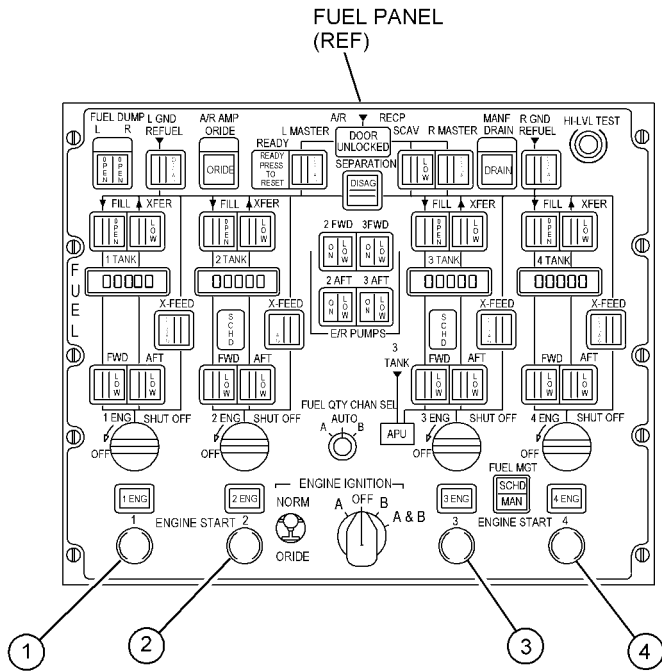 FUEL PANEL
(REF)
FUEL DUMP
L R
L GND
REFUEL
A/R AMP
ORIDE
A/R RECP
DOOR
UNLOCKED
L MASTER
SCAV
R MASTER
MANF
DRAIN
R GND
REFUEL
HI-LVL TEST
OPEN
OPEN
ORIDE
READY
READY
PRESS
TO
RESET
SEPARATION
DISAG
LOW
DRAIN
FILL XFER
FILL XFER
FILL XFER
FILL XFER
OPEN
LOW
OPEN
LOW
OPEN
LOW
OPEN
LOW
2 FWD 3FWD
ON LOW ON LOW
1 TANK
2 TANK
3 TANK
4 TANK
00000
00000
00000
00000
2 AFT 3 AFT
ON LOW ON LOW
E/R PUMPS
FUEL
X-FEED
X-FEED
X-FEED
X-FEED
SCHD
SCHD
FWD AFT
FWD AFT
FWD AFT
FWD AFT
LOW LOW
LOW LOW
LOW LOW
LOW LOW
3
TANK
APU
FUEL QTY CHAN SEL
AUTO
A B
1 ENG SHUT OFF
2 ENG SHUT OFF
3 ENG SHUT OFF
4 ENG SHUT OFF
OFF
OFF
OFF
OFF
FUEL MGT
SCHD
MAN
1 ENG
2 ENG
3 ENG
4 ENG
ENGINE IGNITION
NORM
ORIDE
A OFF B
A & B
1 ENGINE START 2
3 ENGINE START 4
1
2
3
4